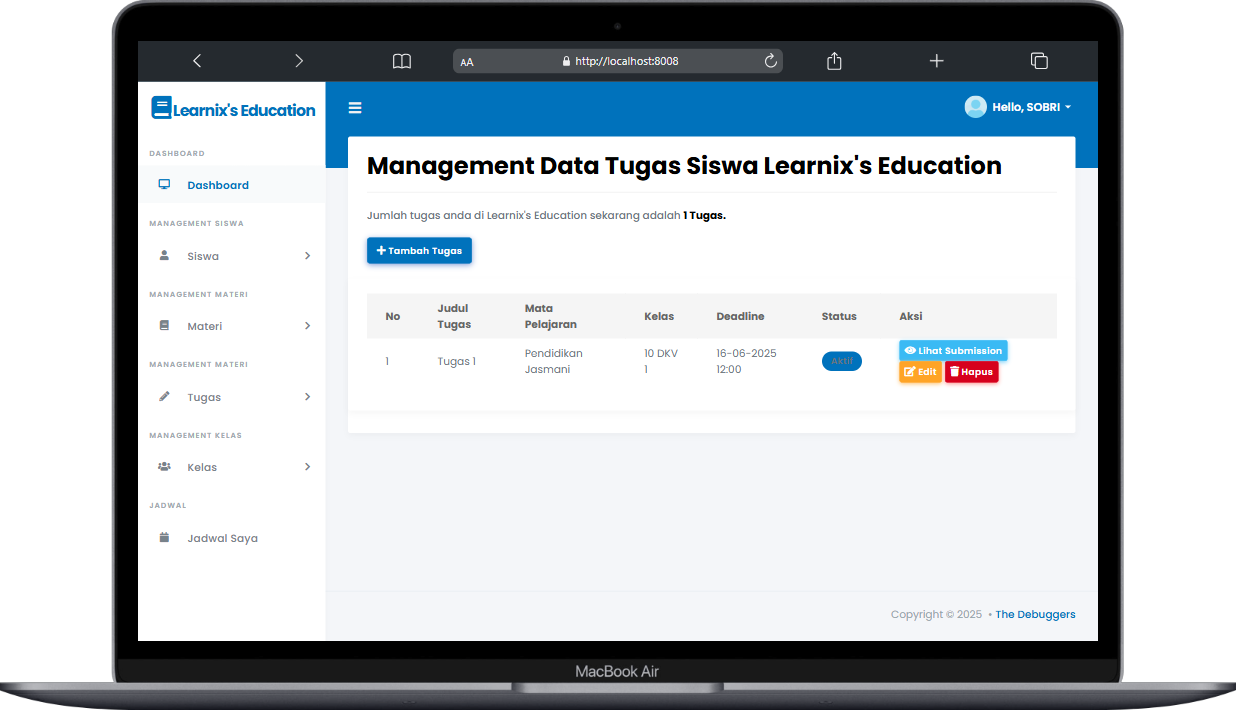 AA
http://localhost:8008
Learnix's Education
Hello, SOBRI
DASHBOARD
Dashboard
MANAGEMENT SISWA
Siswa
MANAGEMENT MATERI
Materi
MANAGEMENT MATERI
Tugas
MANAGEMENT KELAS
Kelas
JADWAL
Jadwal Saya
Management Data Tugas Siswa Learnix's Education
Jumlah tugas anda di Learnix's Education sekarang adalah 1 Tugas.
Tambah Tugas
No Judul Tugas Mata Pelajaran Kelas Deadline Status Aksi
1 Tugas 1 Pendidikan Jasmani 10 DKV 1 16-06-2025 12:00 Aktif Lihat Submission
Edit Hapus
Copyright © 2025 • The Debuggers
MacBook Air